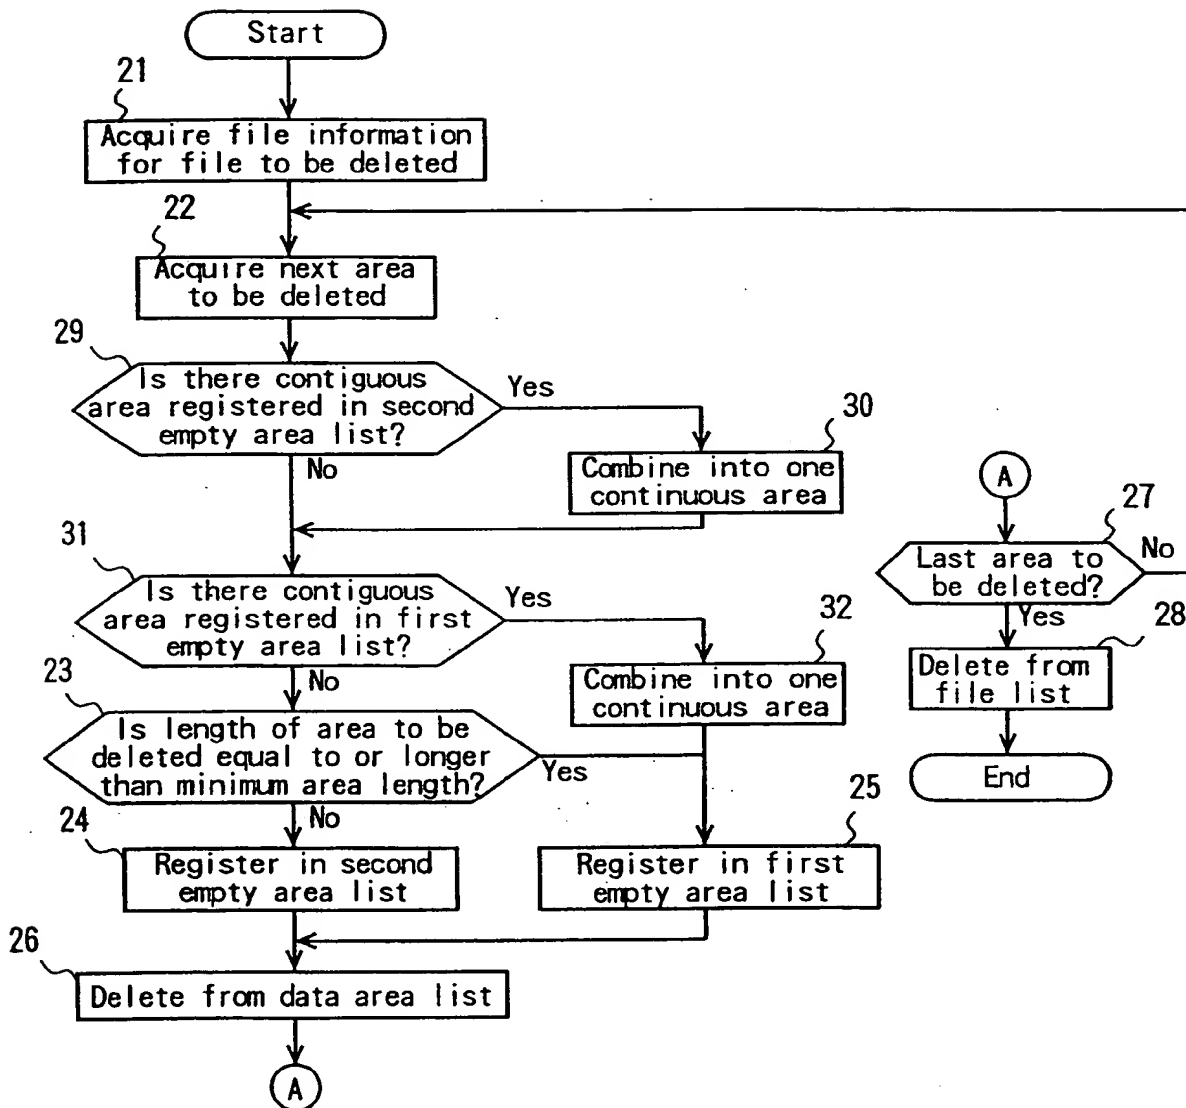 Start
21
Acquire file information
for file to be deleted
22
Acquire next area
to be deleted
29
Is there contiguous
area registered in second
empty area list?
Yes
No
30
Combine into one
continuous area
31
Is there contiguous
area registered in first
empty area list?
Yes
No
32
Combine into one
continuous area
23
Is length of area to be
deleted equal to or longer
than minimum area length?
Yes
No
24
Register in second
empty area list
25
Register in first
empty area list
26
Delete from data area list
A
A
27
Last area to
be deleted?
No
Yes
28
Delete from
file list
End